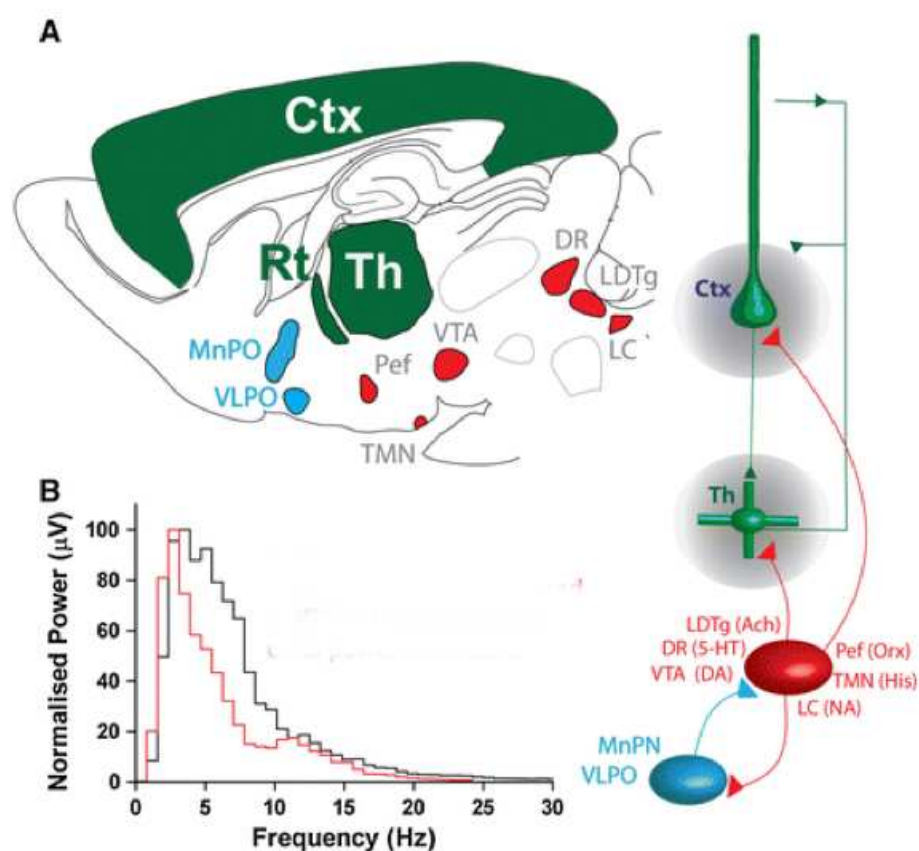 A
Ctx
Rt
Th
DR
LDTg
LC
VTA
Pef
MnPO
VLPO
TMN
Ctx
Th
LDTg (Ach)
DR (5-HT)
VTA (DA)
Pef (Orx)
TMN (His)
LC (NA)
MnPN
VLPO
B
Normalised Power (µV)
100
80
60
40
20
0
0 5 10 15 20 25 30
Frequency (Hz)